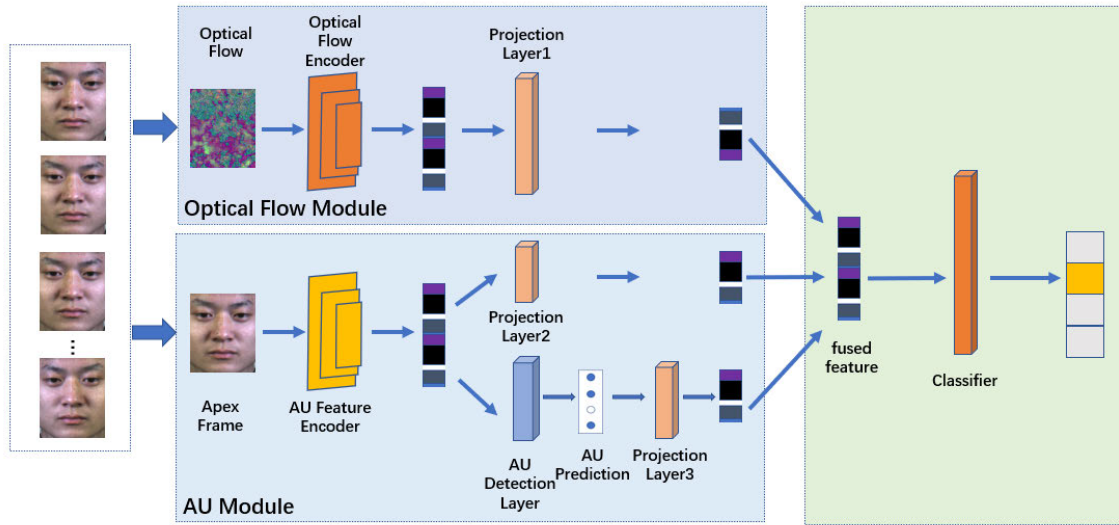 Optical
Flow
Optical
Flow
Encoder
Projection
Layer1
Optical Flow Module
Projection
Layer2
Apex
Frame
AU Feature
Encoder
AU
Detection
Layer
AU
Prediction
Projection
Layer3
AU Module
fused
feature
Classifier
...